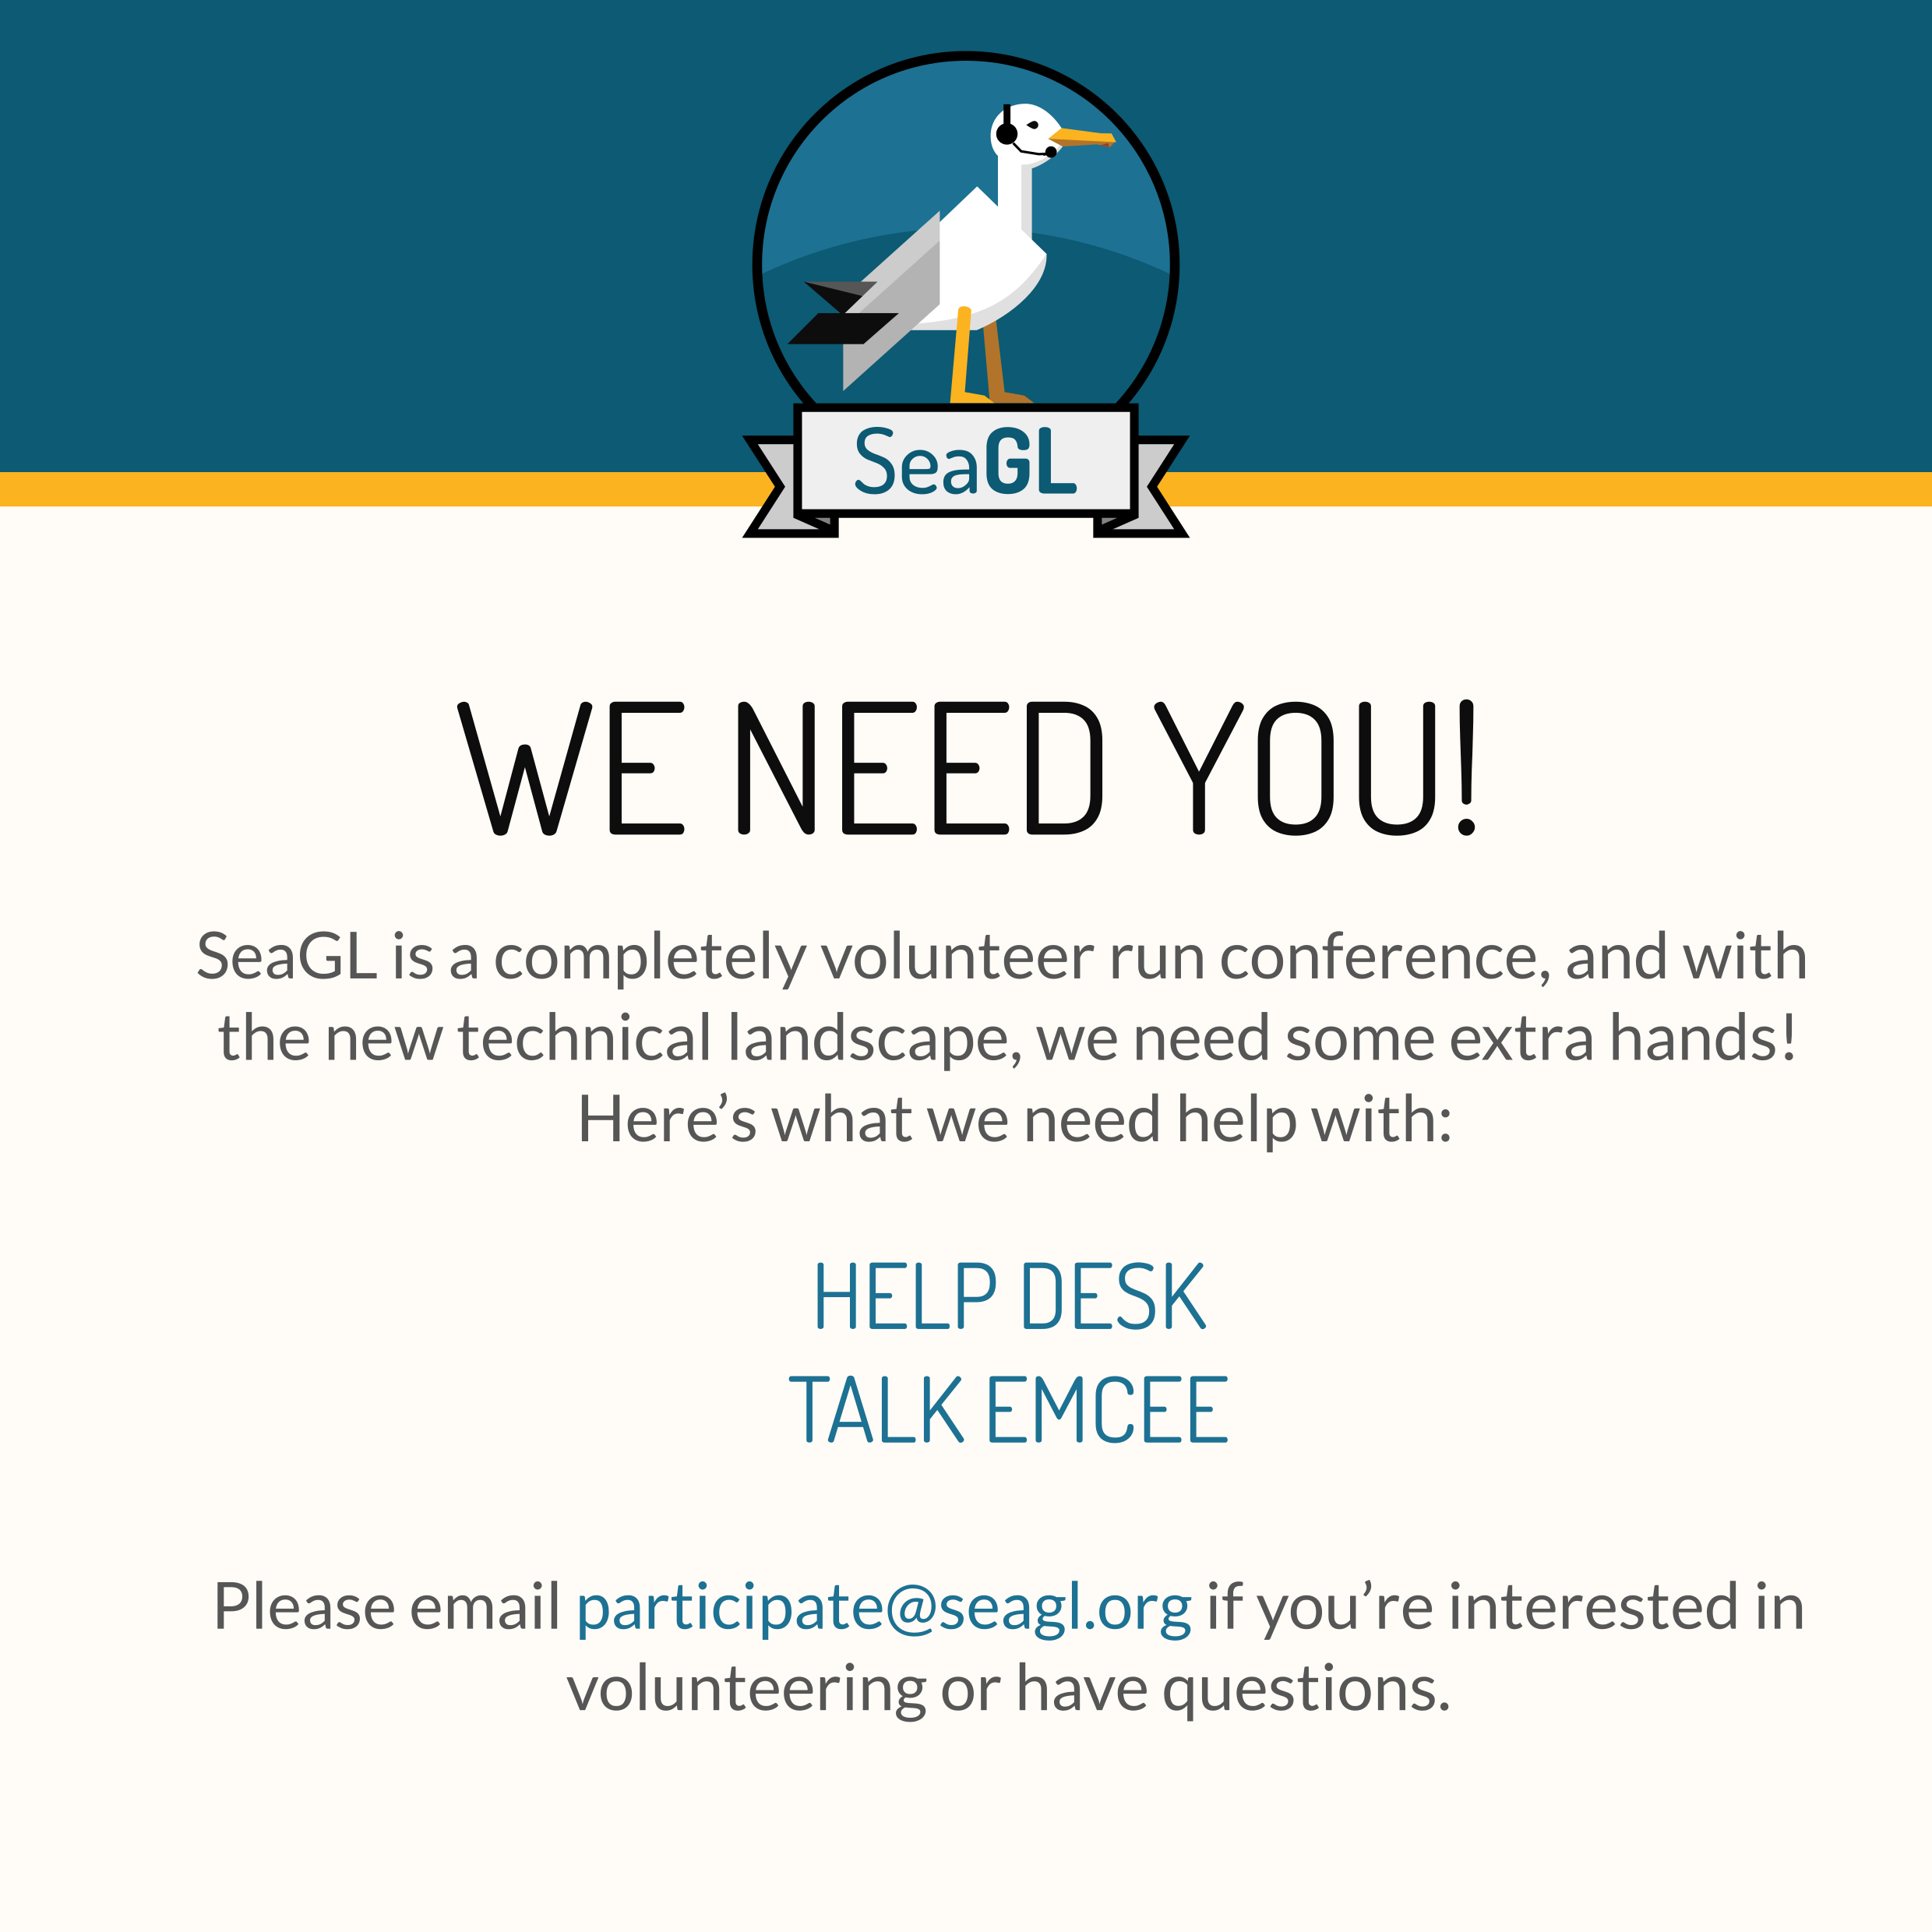 SeaGL
WE NEED YOU!
SeaGL is a completely volunteer run conference, and with
the new technical landscape, we need some extra hands!
Here's what we need help with:
HELP DESK
TALK EMCEE
Please email participate@seagl.org if you're interested in
volunteering or have questions.